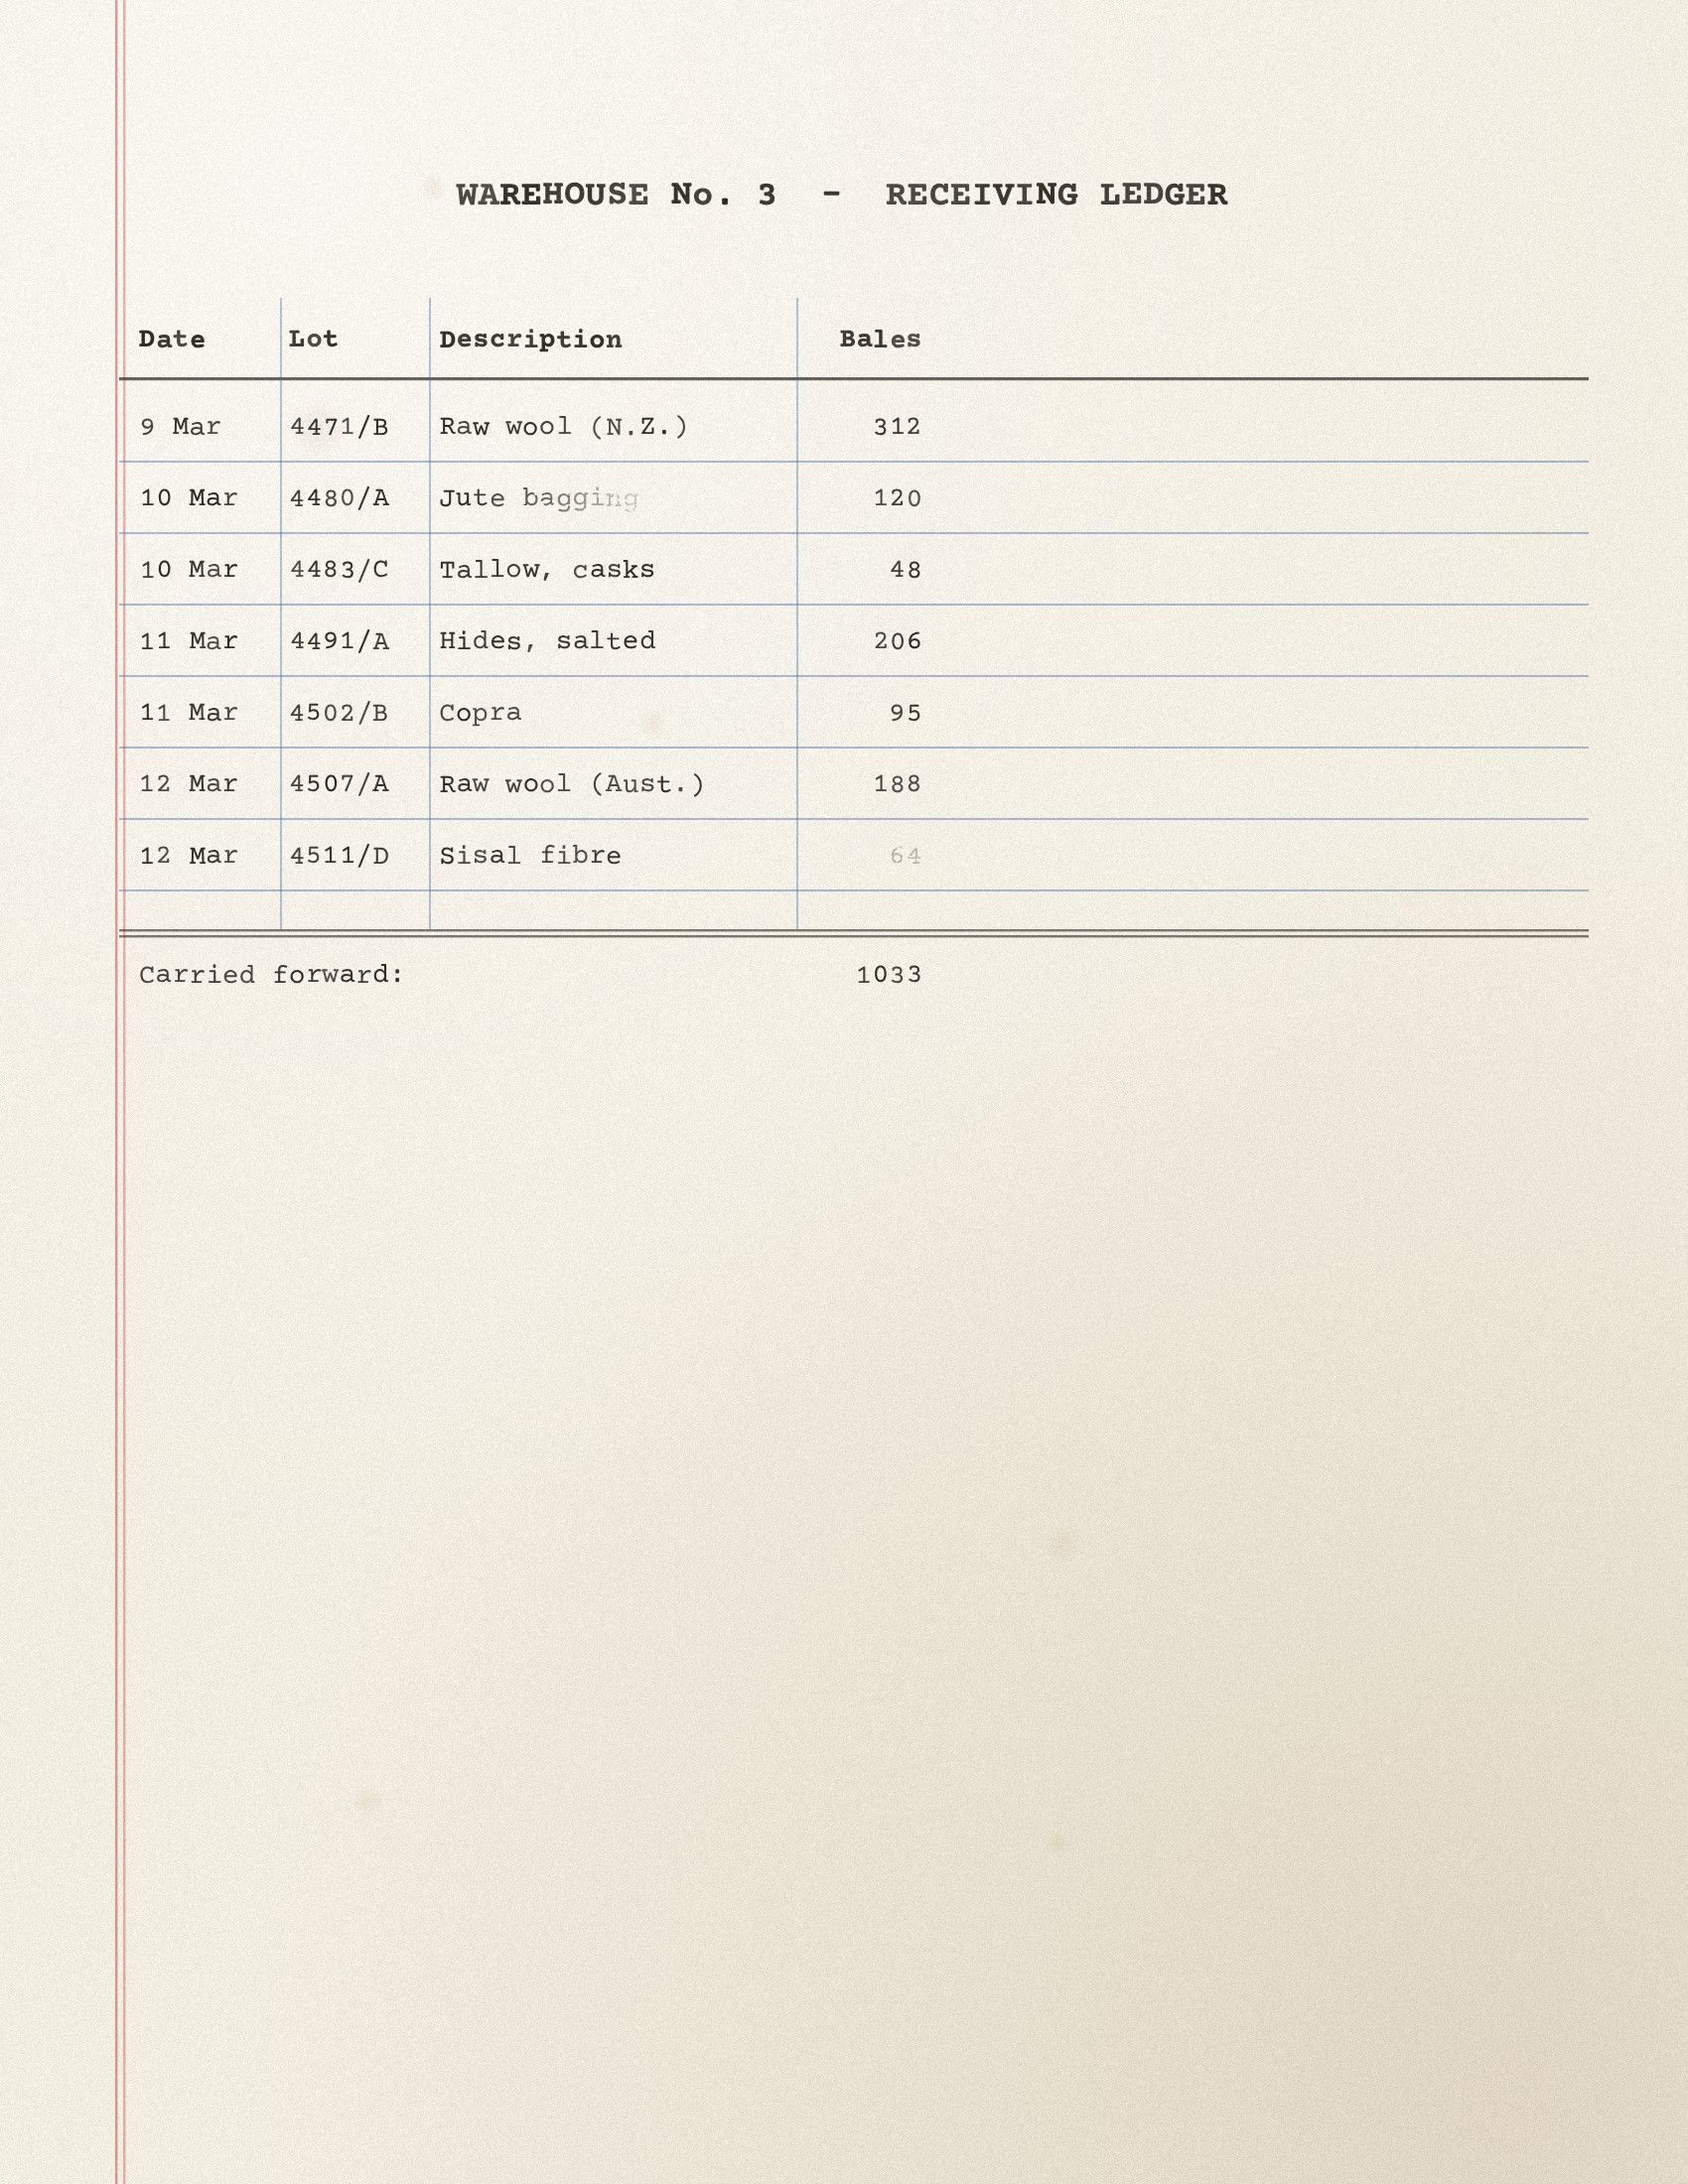 WAREHOUSE No. 3 - RECEIVING LEDGER
Date Lot Description Bales
9 Mar 4471/B Raw wool (N.Z.) 312
10 Mar 4480/A Jute bagging 120
10 Mar 4483/C Tallow, casks 48
11 Mar 4491/A Hides, salted 206
11 Mar 4502/B Copra 95
12 Mar 4507/A Raw wool (Aust.) 188
12 Mar 4511/D Sisal fibre 64
Carried forward: 1033